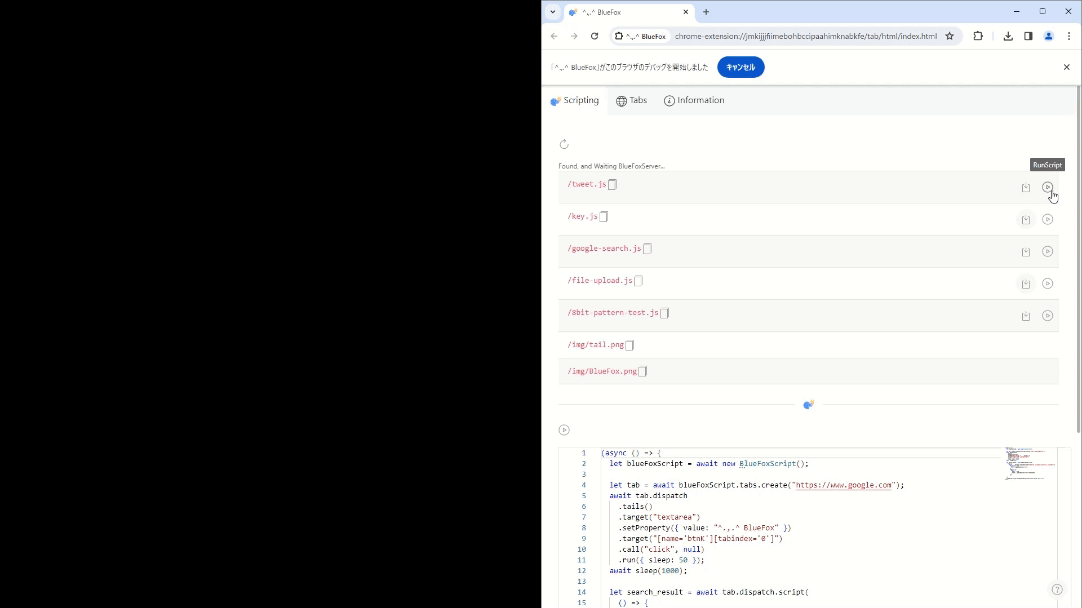 ^.,.^ BlueFox
^.,.^ BlueFox
chrome-extension://jmkijjjfiimebohbccipaahimknabkfe/tab/html/index.html
「^.,.^ BlueFox」がこのブラウザのデバッグを開始しました
キャンセル
Scripting
Tabs
Information
Found, and Waiting BlueFoxServer...
RunScript
/tweet.js
/key.js
/google-search.js
/file-upload.js
/8bit-pattern-test.js
/img/tail.png
/img/BlueFox.png
1 (async () => {
2 let blueFoxScript = await new BlueFoxScript();
3
4 let tab = await blueFoxScript.tabs.create("https://www.google.com");
5 await tab.dispatch
6 .tails()
7 .target("textarea")
8 .setProperty({ value: "^.,.^ BlueFox" })
9 .target("[name='btnK'][tabindex='0']")
10 .call("click", null)
11 .run({ sleep: 50 });
12 await sleep(1000);
13
14 let search_result = await tab.dispatch.script(
15 () => {